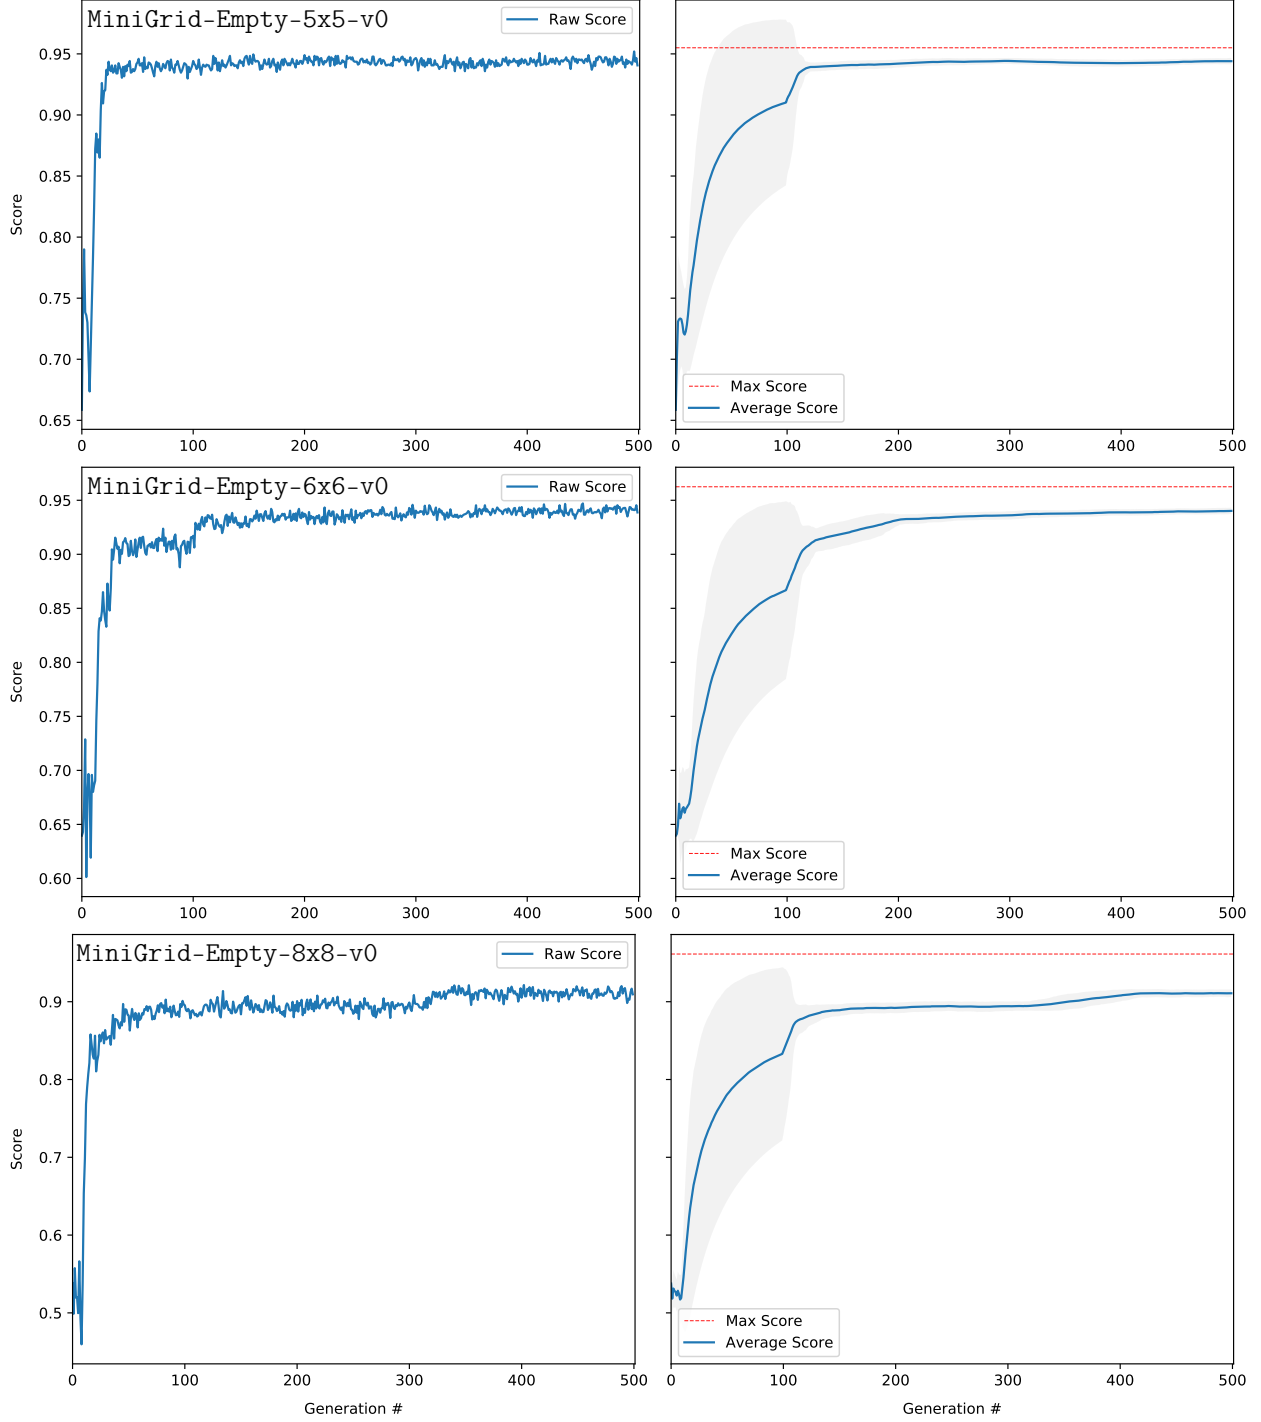 MiniGrid-Empty-5x5-v0
Raw Score
0.95
0.90
0.85
0.80
0.75
0.70
0.65
Score
0 100 200 300 400 500
Max Score
Average Score
0 100 200 300 400 500
MiniGrid-Empty-6x6-v0
Raw Score
0.95
0.90
0.85
0.80
0.75
0.70
0.65
0.60
Score
0 100 200 300 400 500
Max Score
Average Score
0 100 200 300 400 500
MiniGrid-Empty-8x8-v0
Raw Score
0.9
0.8
0.7
0.6
0.5
Score
0 100 200 300 400 500
Generation #
Max Score
Average Score
0 100 200 300 400 500
Generation #